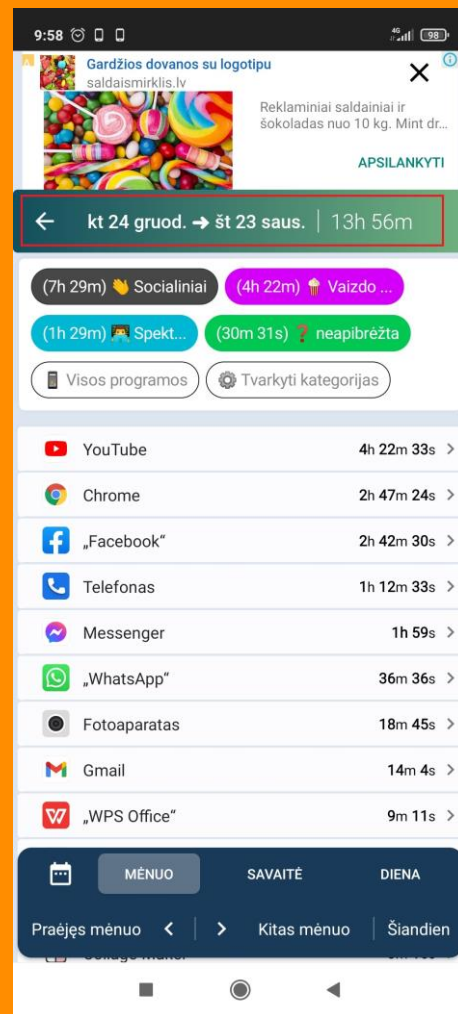 9:58
4G
98
Gardžios dovanos su logotipu
saldaismirklis.lv
Reklaminiai saldainiai ir
šokoladas nuo 10 kg. Mint dr...
APSILANKYTI
kt 24 gruod. → št 23 saus. | 13h 56m
(7h 29m) 👋 Socialiniai
(4h 22m) 🍿 Vaizdo ...
(1h 29m) 👨‍💻 Spekt...
(30m 31s) ❓ neapibrėžta
Visos programos
Tvarkyti kategorijas
YouTube 4h 22m 33s
Chrome 2h 47m 24s
„Facebook“ 2h 42m 30s
Telefonas 1h 12m 33s
Messenger 1h 59s
„WhatsApp“ 36m 36s
Fotoaparatas 18m 45s
Gmail 14m 4s
„WPS Office“ 9m 11s
MĖNUO SAVAITĖ DIENA
Praėjęs mėnuo < | > Kitas mėnuo | Šiandien